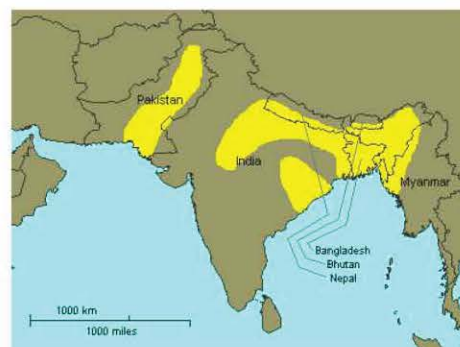 Pakistan
India
Myanmar
Bangladesh
Bhutan
Nepal
1000 km
1000 miles